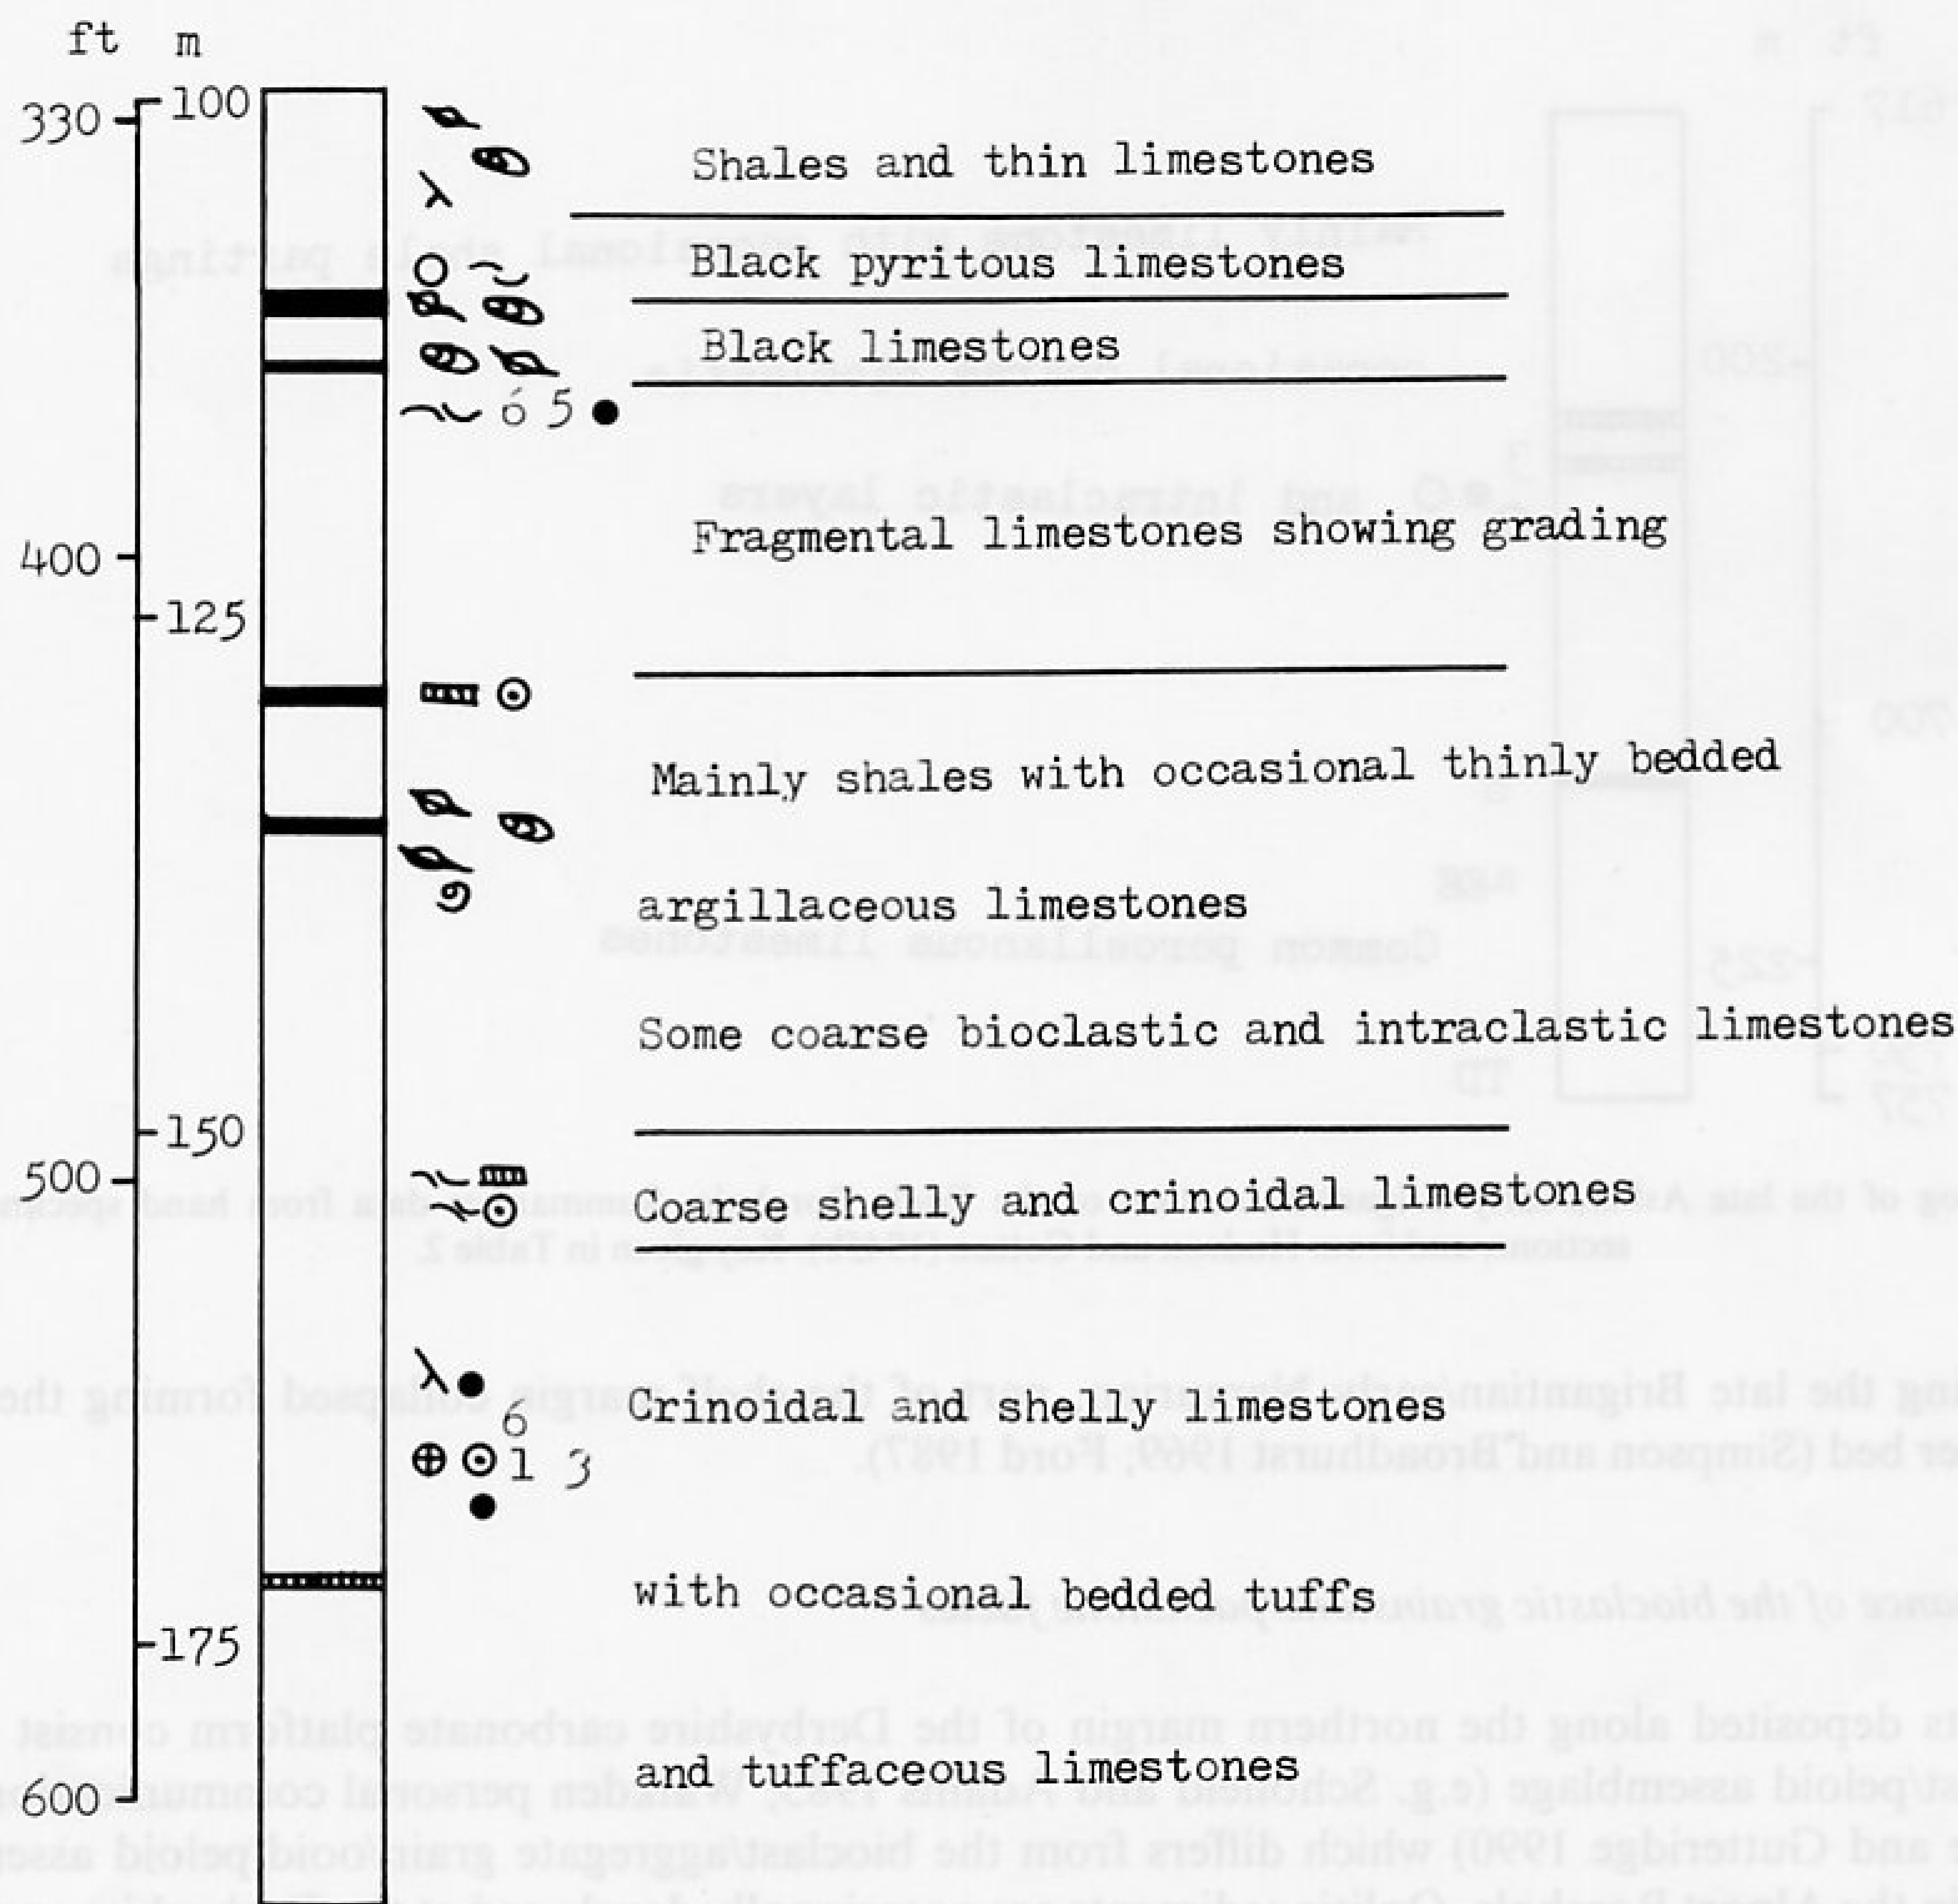 ft m
330 100
Shales and thin limestones
Black pyritous limestones
Black limestones
6 5
Fragmental limestones showing grading
400
125
Mainly shales with occasional thinly bedded
argillaceous limestones
Some coarse bioclastic and intraclastic limestones
150
500
Coarse shelly and crinoidal limestones
6
Crinoidal and shelly limestones
1 3
with occasional bedded tuffs
175
and tuffaceous limestones
600